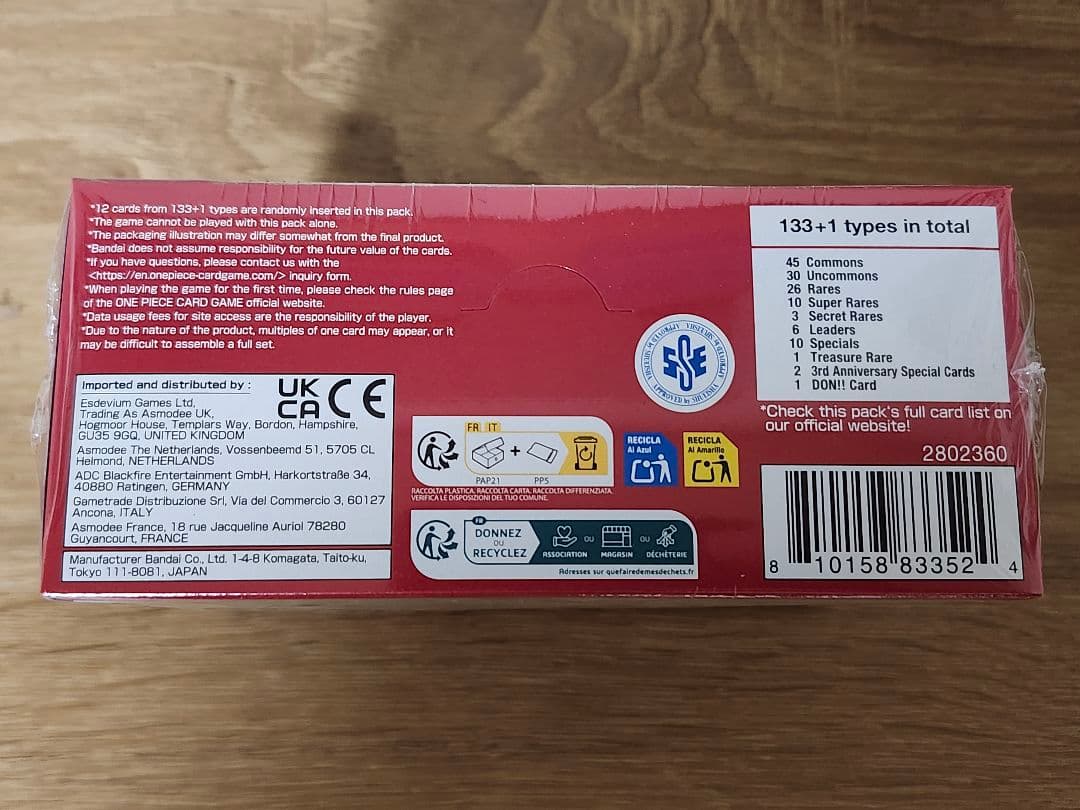 *12 cards from 133+1 types are randomly inserted in this pack.
*The game cannot be played with this pack alone.
*The packaging illustration may differ somewhat from the final product.
*Bandai does not assume responsibility for the future value of the cards.
*If you have questions, please contact us with the
<https://en.onepiece-cardgame.com/> inquiry form.
*When playing the game for the first time, please check the rules page
of the ONE PIECE CARD GAME official website.
*Data usage fees for site access are the responsibility of the player.
*Due to the nature of the product, multiples of one card may appear, or it
may be difficult to assemble a full set.
Imported and distributed by :
UK
CA CE
Esdevium Games Ltd,
Trading As Asmodee UK,
Hogmoor House, Templars Way, Bordon, Hampshire,
GU35 9GQ, UNITED KINGDOM
Asmodee The Netherlands, Vossenbeemd 51, 5705 CL
Helmond, NETHERLANDS
ADC Blackfire Entertainment GmbH, Harkortstraße 34,
40880 Ratingen, GERMANY
Gametrade Distribuzione Srl, Via del Commercio 3, 60127
Ancona, ITALY
Asmodee France, 18 rue Jacqueline Auriol 78280
Guyancourt, FRANCE
Manufacturer Bandai Co., Ltd. 1-4-8 Komagata, Taito-ku,
Tokyo 111-8081, JAPAN
FR IT
+
PAP21 PP5
RACCOLTA PLASTICA. RACCOLTA CARTA. RACCOLTA DIFFERENZIATA.
VERIFICA LE DISPOSIZIONI DEL TUO COMUNE.
FR
DONNEZ
OU
RECYCLEZ
ASSOCIATION OU MAGASIN OU DÉCHÈTERIE
Adresses sur quefairedemesdechets.fr
APPROVED by SHUEISHA
RECICLA
Al Azul
RECICLA
Al Amarillo
133+1 types in total
45 Commons
30 Uncommons
26 Rares
10 Super Rares
3 Secret Rares
6 Leaders
10 Specials
1 Treasure Rare
2 3rd Anniversary Special Cards
1 DON!! Card
*Check this pack's full card list on
our official website!
2802360
8 10158 83352 4